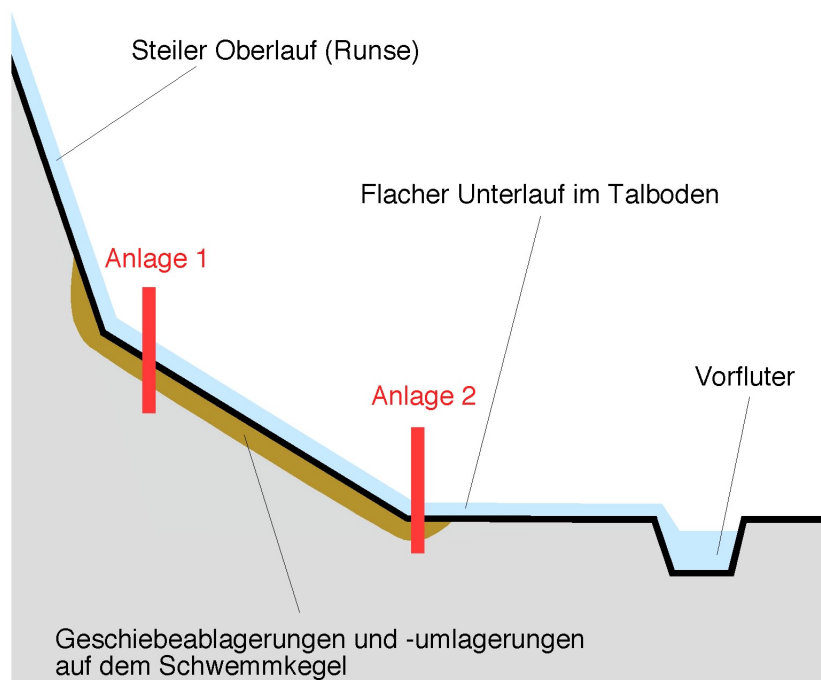 Steiler Oberlauf (Runse)
Flacher Unterlauf im Talboden
Anlage 1
Vorfluter
Anlage 2
Geschiebeablagerungen und -umlagerungen
auf dem Schwemmkegel